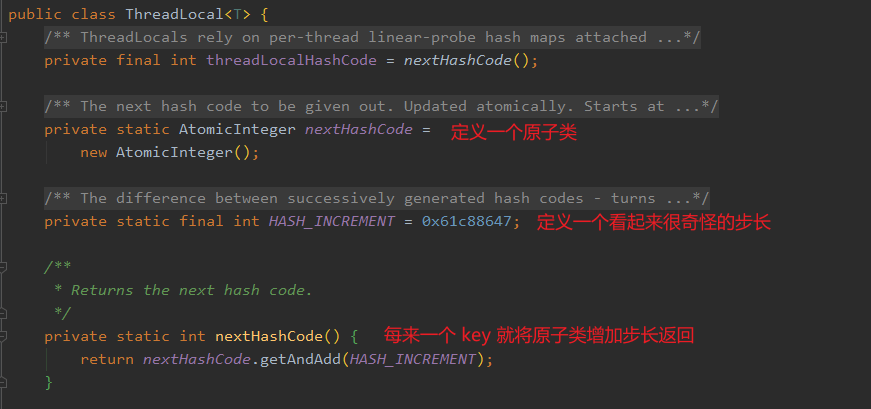 public class ThreadLocal<T> {
/** ThreadLocals rely on per-thread linear-probe hash maps attached ...*/
private final int threadLocalHashCode = nextHashCode();
/** The next hash code to be given out. Updated atomically. Starts at ...*/
private static AtomicInteger nextHashCode = 定义一个原子类
new AtomicInteger();
/** The difference between successively generated hash codes - turns ...*/
private static final int HASH_INCREMENT = 0x61c88647; 定义一个看起来很奇怪的步长
/**
* Returns the next hash code.
*/
private static int nextHashCode() { 每来一个 key 就将原子类增加步长返回
return nextHashCode.getAndAdd(HASH_INCREMENT);
}